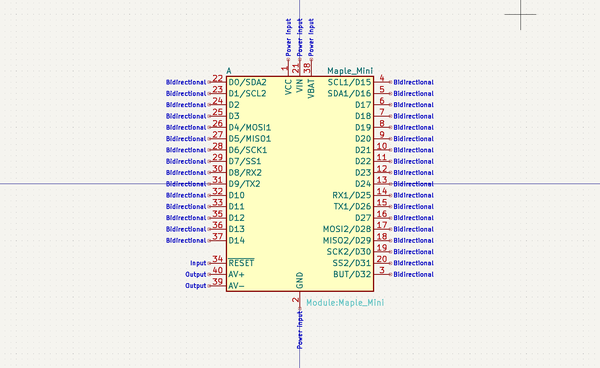 Power input
Power input
Power input
1
21
38
A
Maple_Mini
VCC
VIN
VBAT
Bidirectional 22 D0/SDA2 SCL1/D15 4 Bidirectional
Bidirectional 23 D1/SCL2 SDA1/D16 5 Bidirectional
Bidirectional 24 D2 D17 6 Bidirectional
Bidirectional 25 D3 D18 7 Bidirectional
Bidirectional 26 D4/MOSI1 D19 8 Bidirectional
Bidirectional 27 D5/MISO1 D20 9 Bidirectional
Bidirectional 28 D6/SCK1 D21 10 Bidirectional
Bidirectional 29 D7/SS1 D22 11 Bidirectional
Bidirectional 30 D8/RX2 D23 12 Bidirectional
Bidirectional 31 D9/TX2 D24 13 Bidirectional
Bidirectional 32 D10 RX1/D25 14 Bidirectional
Bidirectional 33 D11 TX1/D26 15 Bidirectional
Bidirectional 35 D12 D27 16 Bidirectional
Bidirectional 36 D13 MOSI2/D28 17 Bidirectional
Bidirectional 37 D14 MISO2/D29 18 Bidirectional
SCK2/D30 19 Bidirectional
Input 34 RESET SS2/D31 20 Bidirectional
Output 40 AV+ BUT/D32 3 Bidirectional
Output 39 AV-
GND
2
Module:Maple_Mini
Power input